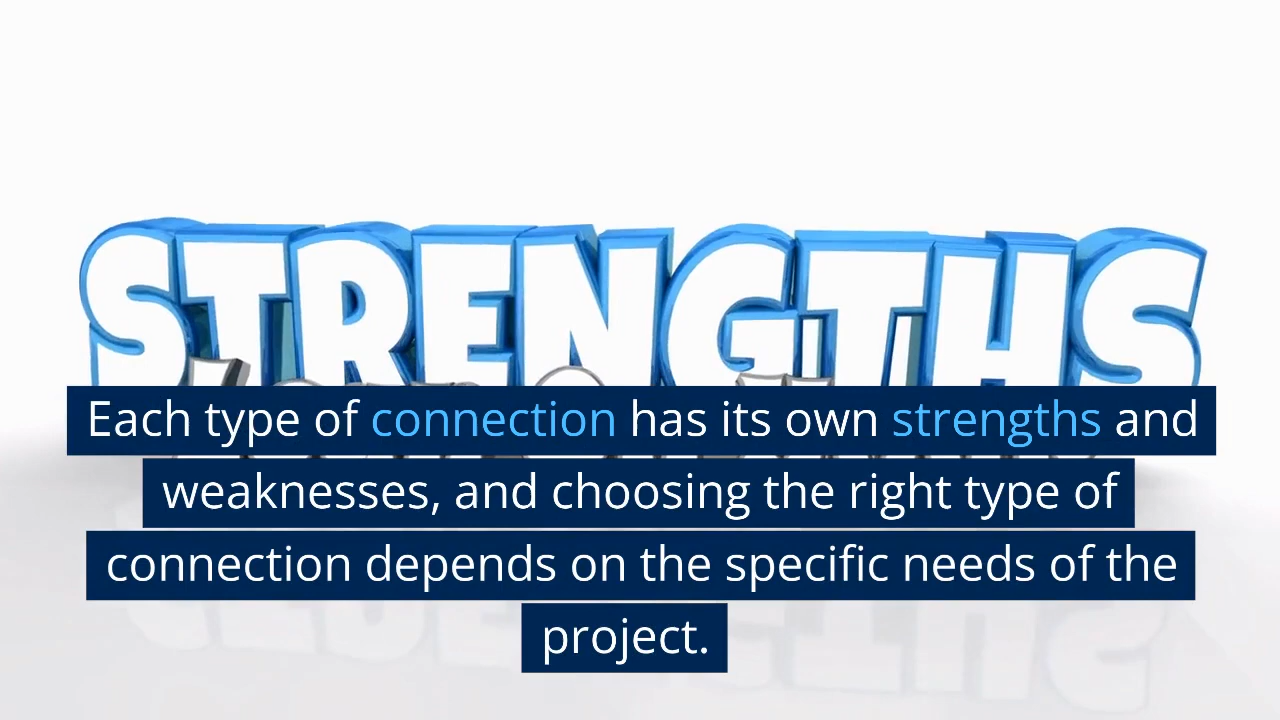 STRENGTHS
Each type of connection has its own strengths and
weaknesses, and choosing the right type of
connection depends on the specific needs of the
project.